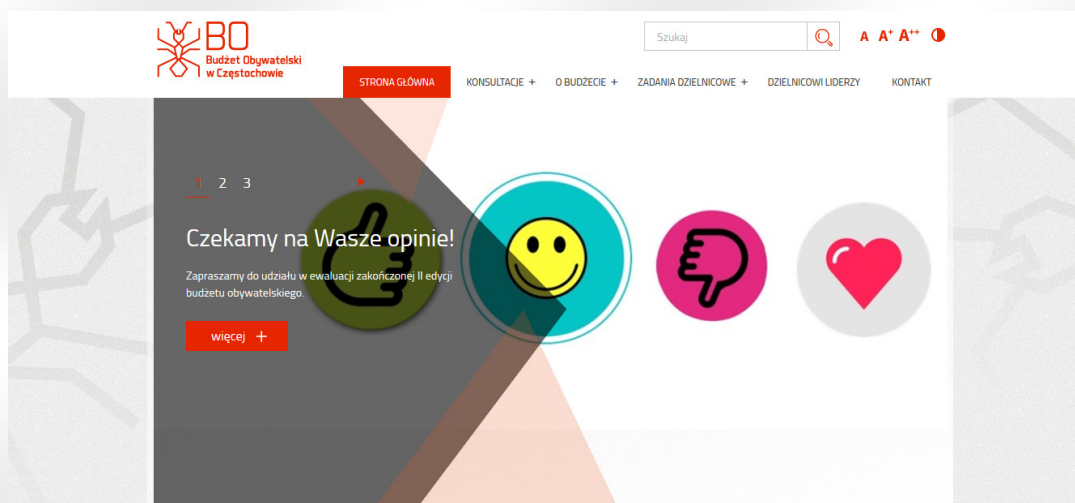 BO
Budżet Obywatelski
w Częstochowie
Szukaj
A A+ A++
STRONA GŁÓWNA KONSULTACJE + O BUDŻECIE + ZADANIA DZIELNICOWE + DZIELNICOWI LIDERZY KONTAKT
1 2 3
Czekamy na Wasze opinie!
Zapraszamy do udziału w ewaluacji zakończonej II edycji
budżetu obywatelskiego.
więcej +